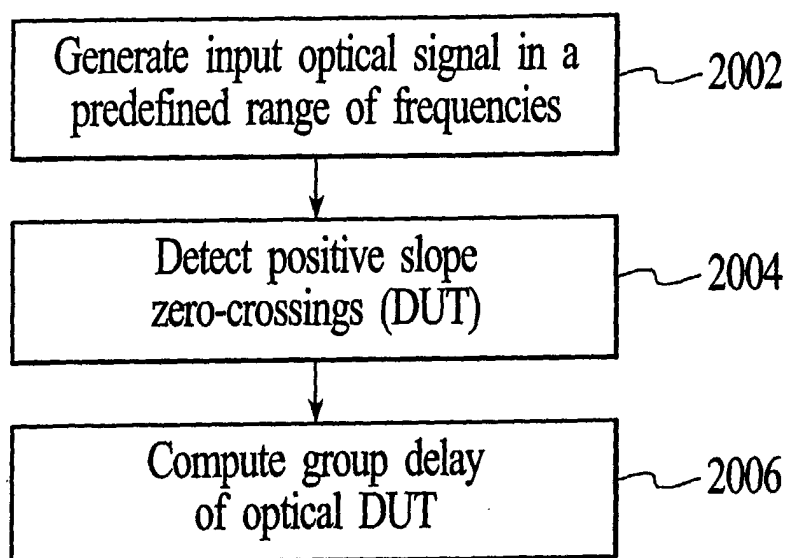 Generate input optical signal in a
predefined range of frequencies
2002
Detect positive slope
zero-crossings (DUT)
2004
Compute group delay
of optical DUT
2006